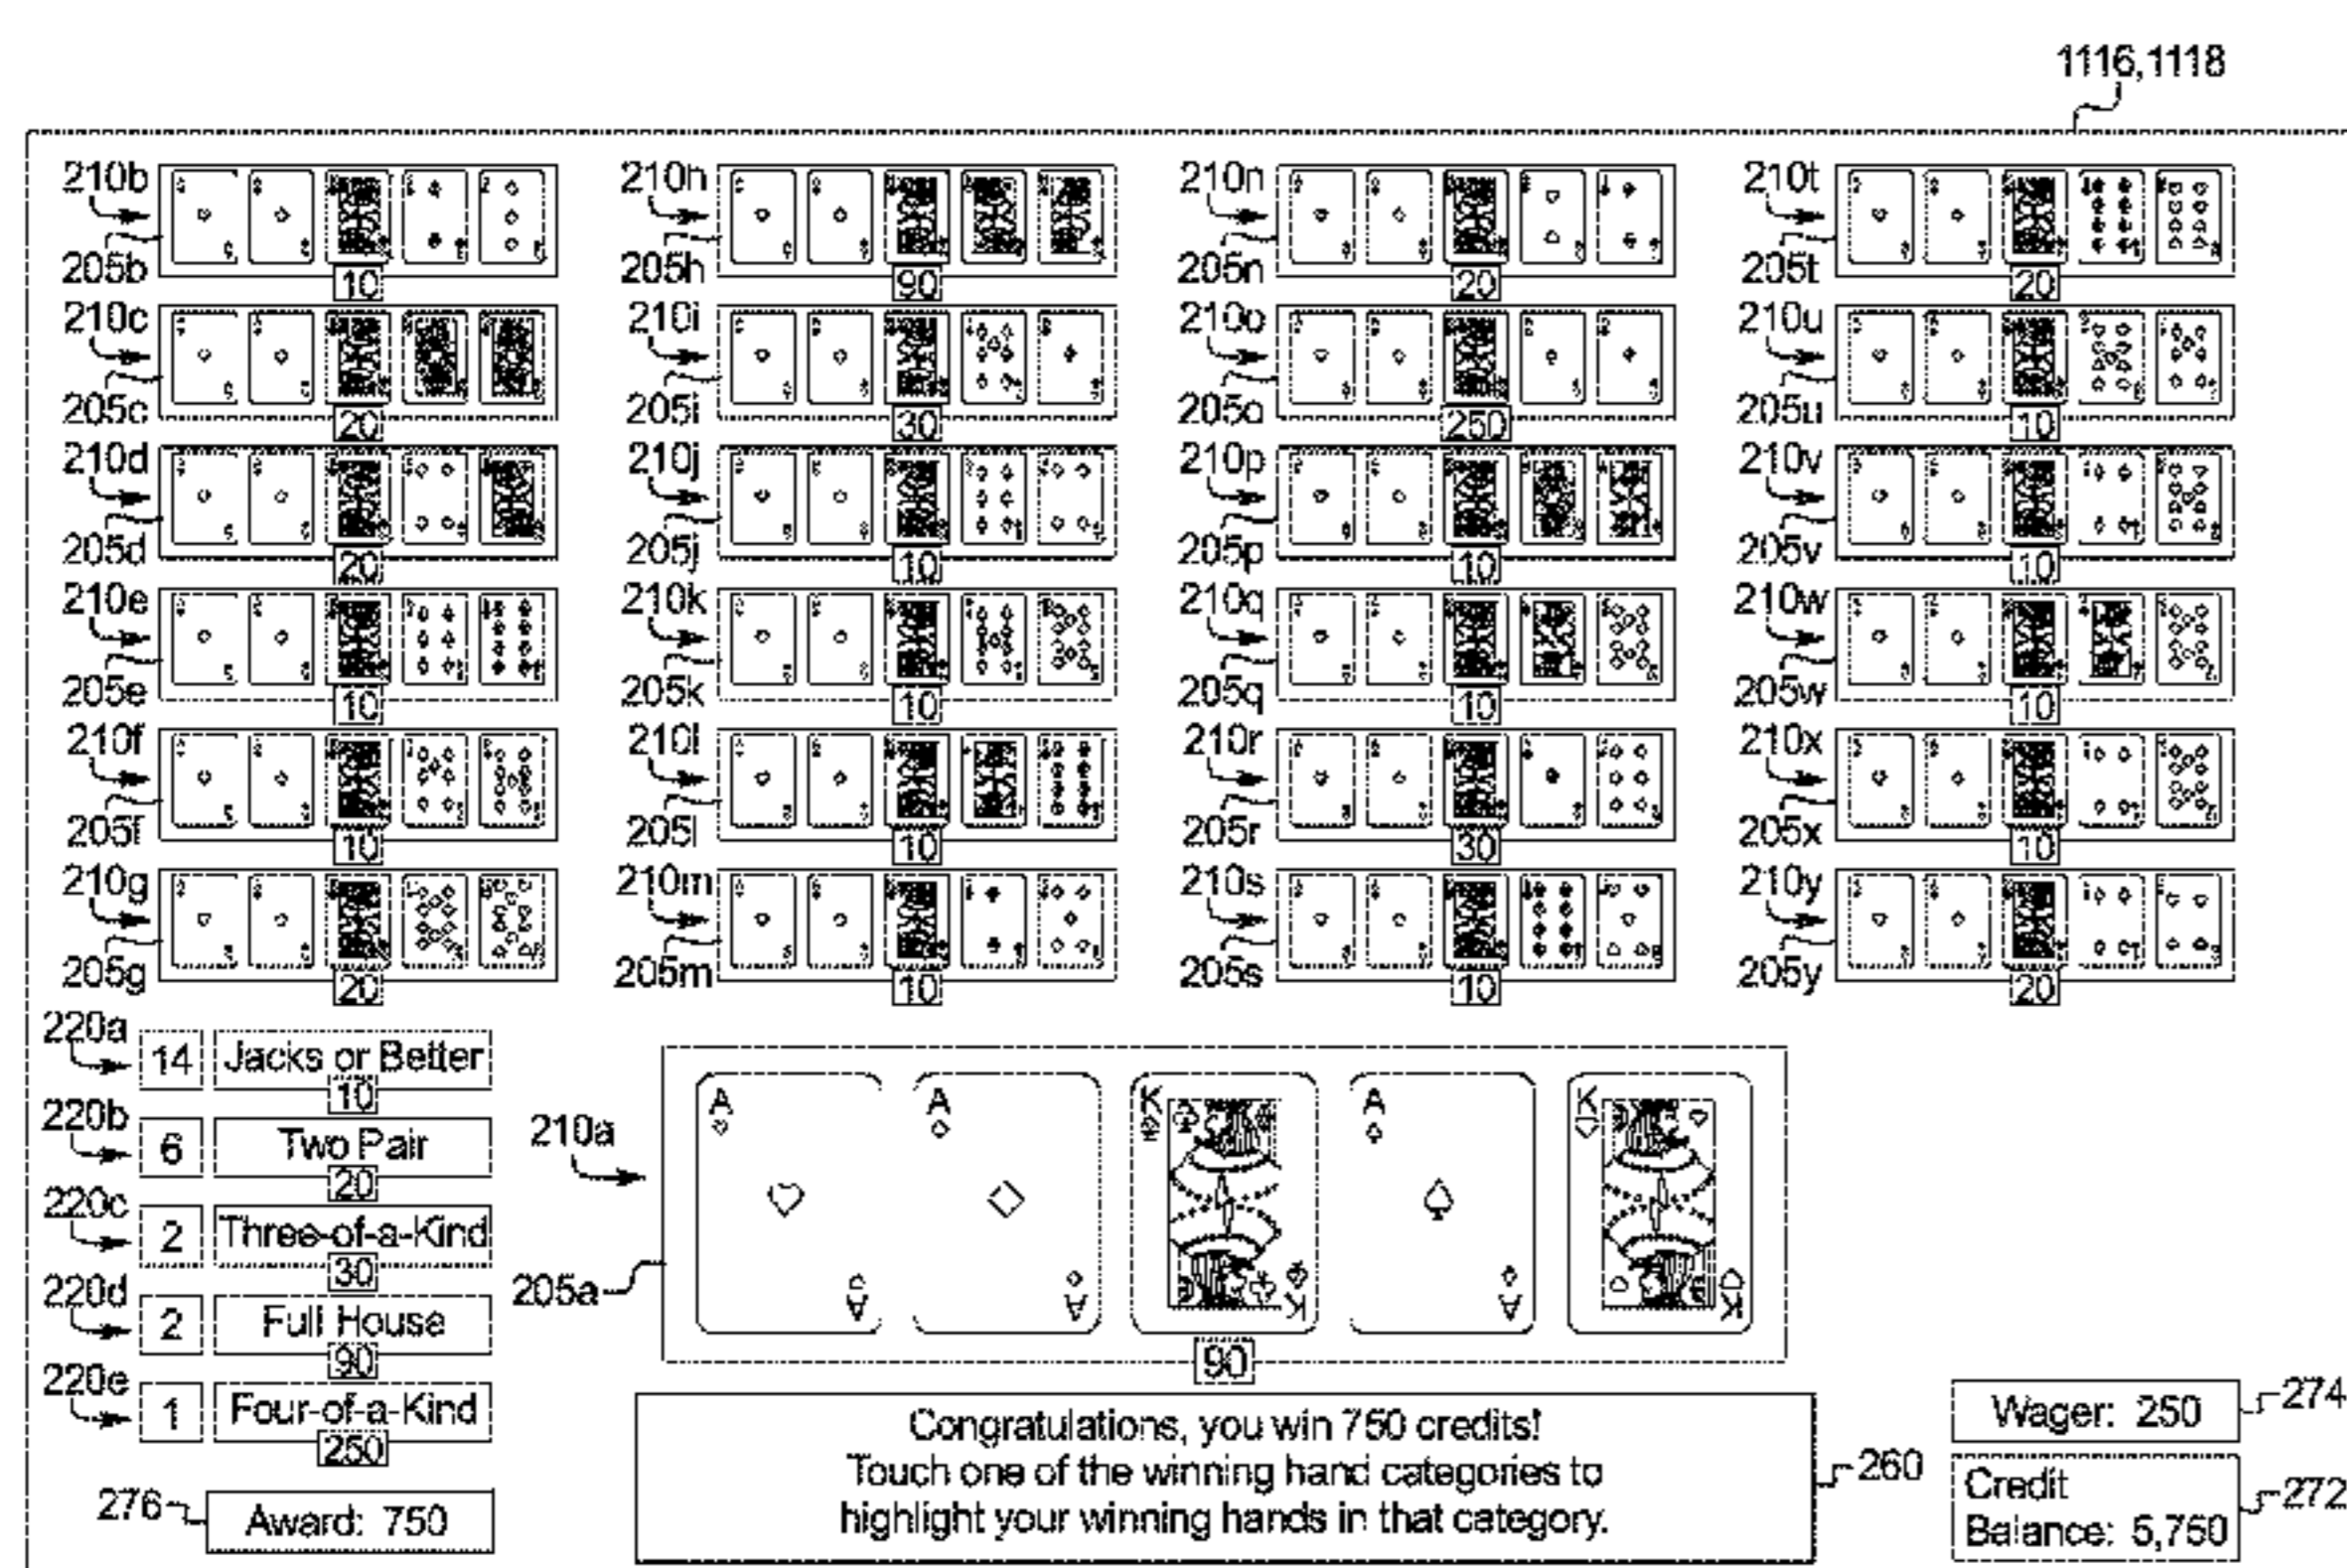 1116,1118
210b 210h 210n 210t
205b 205h 205n 205t
10 90 20 20
210c 210i 210o 210u
205c 205i 205o 205u
20 30 250 10
210d 210j 210p 210v
205d 205j 205p 205v
20 10 10 10
210e 210k 210q 210w
205e 205k 205q 205w
10 10 10 10
210f 210l 210r 210x
205f 205l 205r 205x
10 10 30 10
210g 210m 210s 210y
205g 205m 205s 205y
20 10 10 20
220a
14 Jacks or Better
10
220b
6 Two Pair
20
220c
2 Three-of-a-Kind
30
220d
2 Full House
90
220e
1 Four-of-a-Kind
250
276
Award: 750
210a
205a
A A K A K
A A K A K
90
Congratulations, you win 750 credits!
Touch one of the winning hand categories to
highlight your winning hands in that category.
260
Wager: 250
274
Credit
Balance: 5,750
272